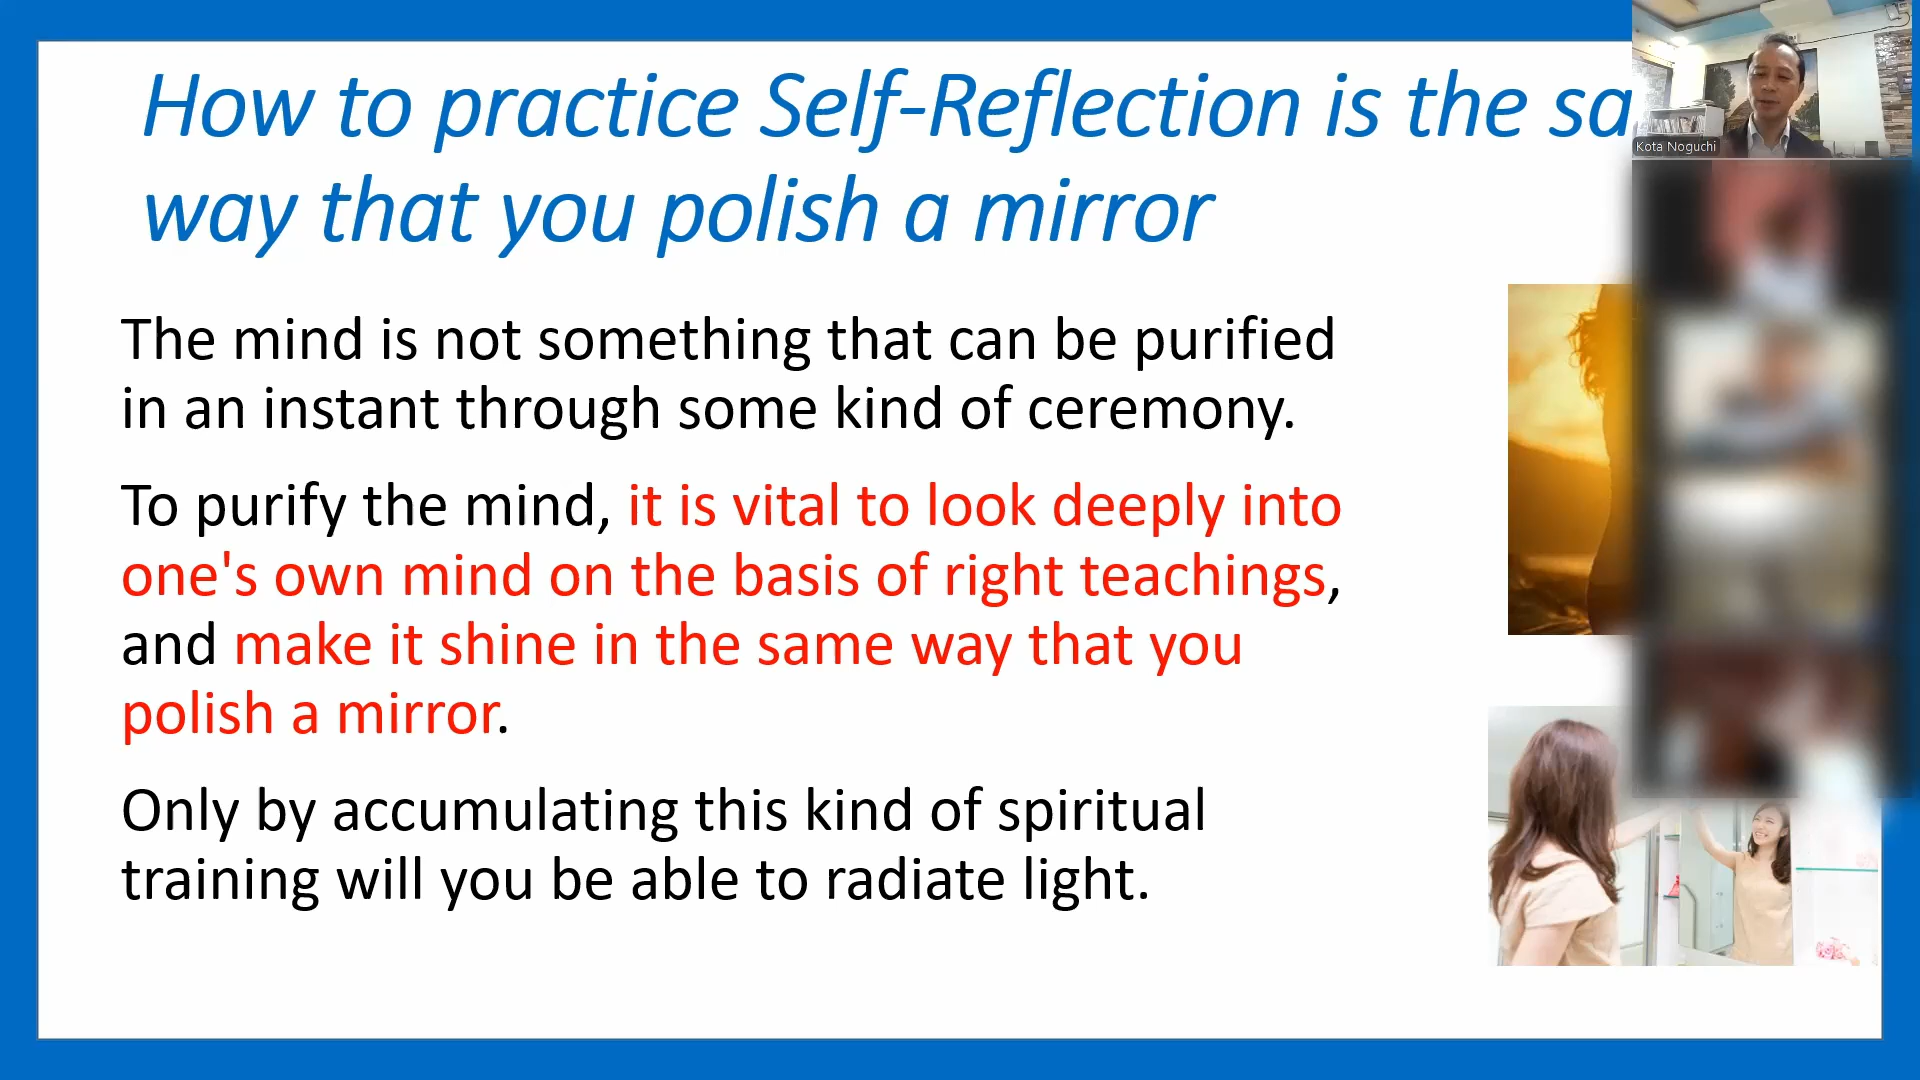 How to practice Self-Reflection is the sa
way that you polish a mirror
Kota Noguchi
The mind is not something that can be purified
in an instant through some kind of ceremony.
To purify the mind, it is vital to look deeply into
one's own mind on the basis of right teachings,
and make it shine in the same way that you
polish a mirror.
Only by accumulating this kind of spiritual
training will you be able to radiate light.